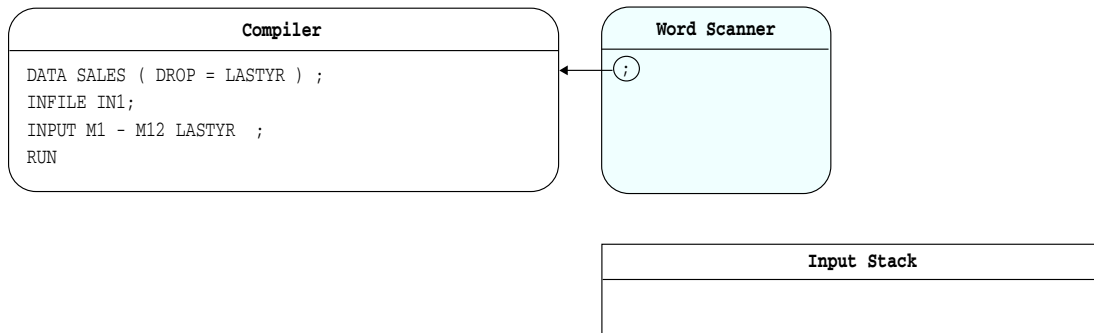 Compiler
DATA SALES ( DROP = LASTYR ) ;
INFILE IN1;
INPUT M1 - M12 LASTYR  ;
RUN
Word Scanner
;
Input Stack